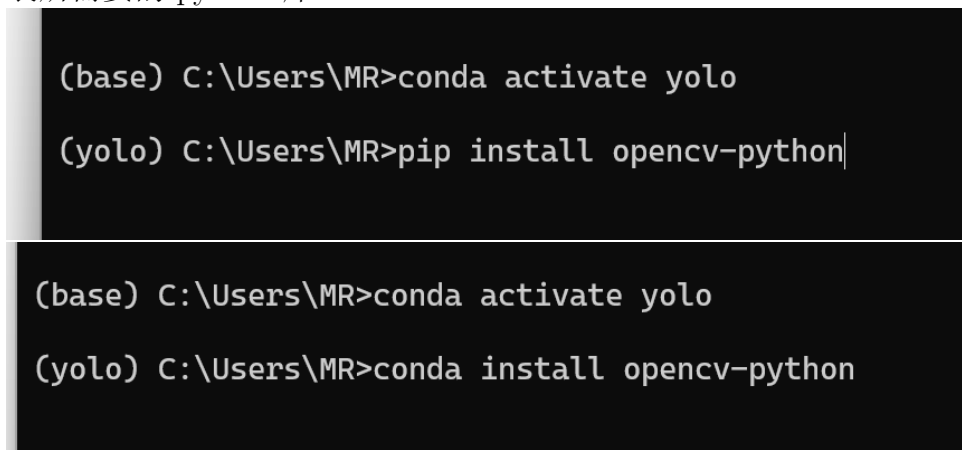 (base) C:\Users\MR>conda activate yolo
(yolo) C:\Users\MR>pip install opencv-python
(base) C:\Users\MR>conda activate yolo
(yolo) C:\Users\MR>conda install opencv-python